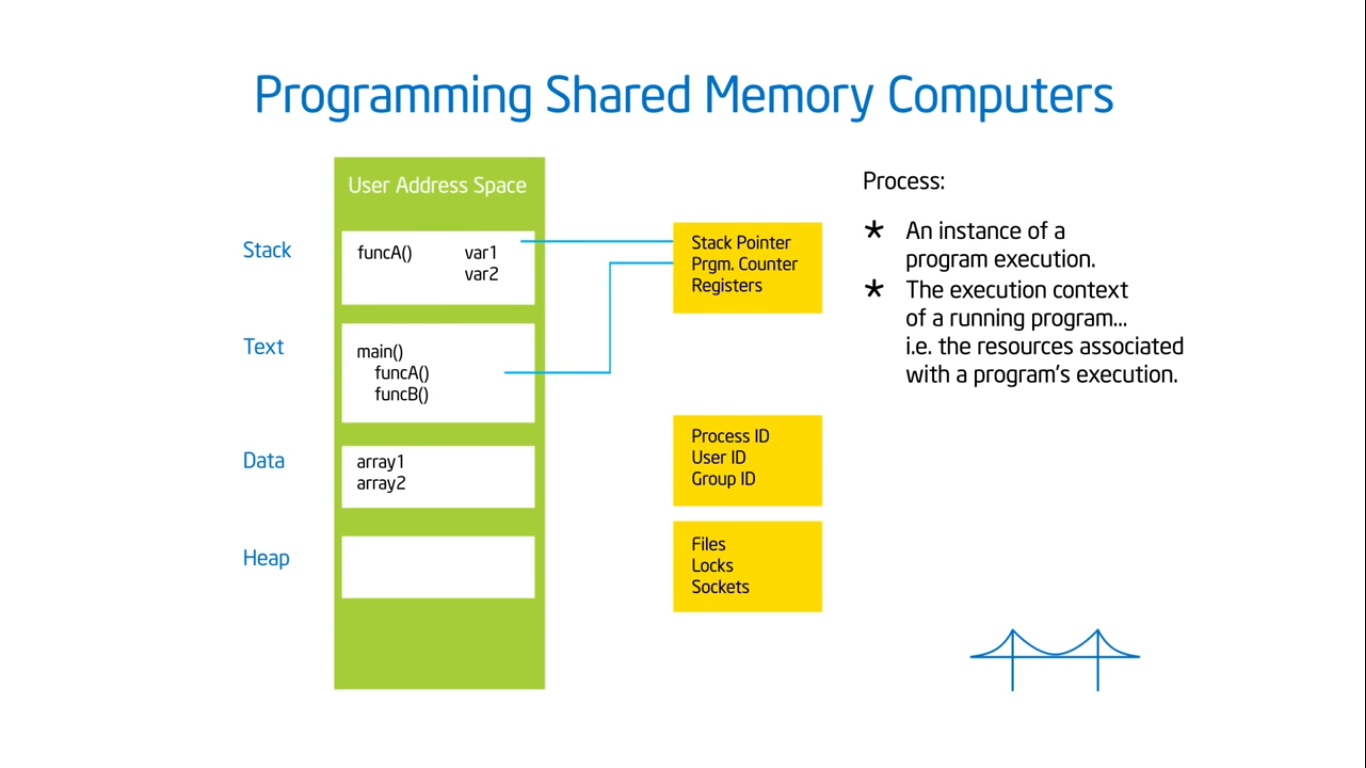 Programming Shared Memory Computers
User Address Space
Stack
funcA() var1
var2
Text
main()
funcA()
funcB()
Data
array1
array2
Heap
Stack Pointer
Prgm. Counter
Registers
Process ID
User ID
Group ID
Files
Locks
Sockets
Process:
* An instance of a
program execution.
* The execution context
of a running program...
i.e. the resources associated
with a program's execution.